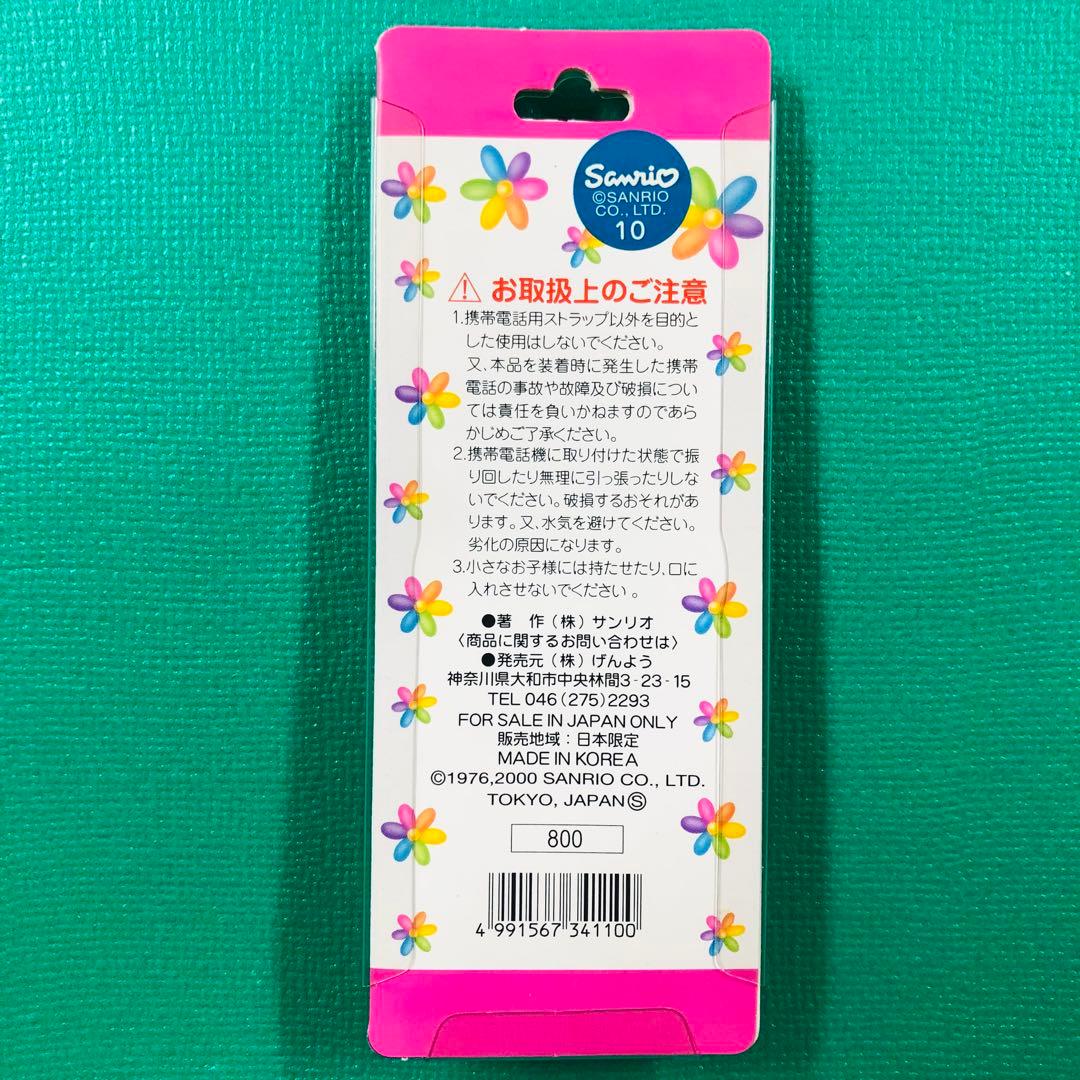 Sanrio
©SANRIO
CO., LTD.
10
⚠ お取扱上のご注意
1.携帯電話用ストラップ以外を目的と
した使用はしないでください。
又、本品を装着時に発生した携帯
電話の事故や故障及び破損につい
ては責任を負いかねますのであら
かじめご了承ください。
2.携帯電話機に取り付けた状態で振
り回したり無理に引っ張ったりしな
いでください。破損するおそれがあ
ります。又、水気を避けてください。
劣化の原因になります。
3.小さなお子様には持たせたり、口に
入れさせないでください 。
●著　作（株）サンリオ
〈商品に関するお問い合わせは〉
●発売元（株）げんよう
神奈川県大和市中央林間3-23-15
TEL 046(275)2293
FOR SALE IN JAPAN ONLY
販売地域：日本限定
MADE IN KOREA
©1976,2000 SANRIO CO., LTD.
TOKYO, JAPANⓈ
800
4 991567 341100